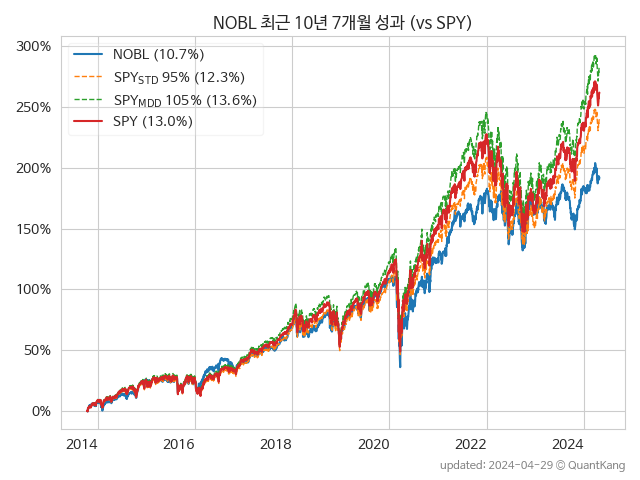 NOBL 최근 10년 7개월 성과 (vs SPY)
NOBL (10.7%)
SPY_STD 95% (12.3%)
SPY_MDD 105% (13.6%)
SPY (13.0%)
300%
250%
200%
150%
100%
50%
0%
2014 2016 2018 2020 2022 2024
updated: 2024-04-29 © QuantKang